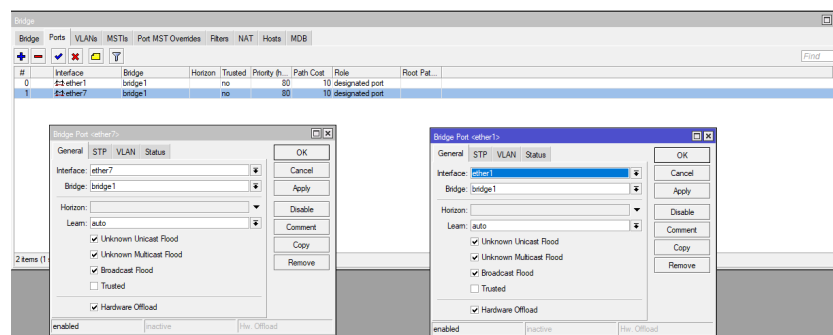 Bridge
Bridge Ports VLANs MSTIs Port MST Overrides Filters NAT Hosts MDB
Find
# Interface Bridge Horizon Trusted Priority (h... Path Cost Role Root Pat...
0 ether1 bridge1 no 80 10 designated port
1 ether7 bridge1 no 80 10 designated port
Bridge Port <ether7>
General STP VLAN Status
Interface: ether7
Bridge: bridge1
Horizon:
Learn: auto
Unknown Unicast Flood
Unknown Multicast Flood
Broadcast Flood
Trusted
Hardware Offload
OK
Cancel
Apply
Disable
Comment
Copy
Remove
enabled inactive Hw. Offload
Bridge Port <ether1>
General STP VLAN Status
Interface: ether1
Bridge: bridge1
Horizon:
Learn: auto
Unknown Unicast Flood
Unknown Multicast Flood
Broadcast Flood
Trusted
Hardware Offload
OK
Cancel
Apply
Disable
Comment
Copy
Remove
enabled inactive Hw. Offload
2 items (1